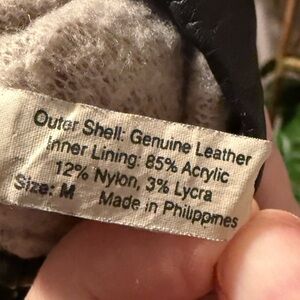 Outer Shell: Genuine Leather
Inner Lining: 85% Acrylic
12% Nylon, 3% Lycra
Size: M Made in Philippines